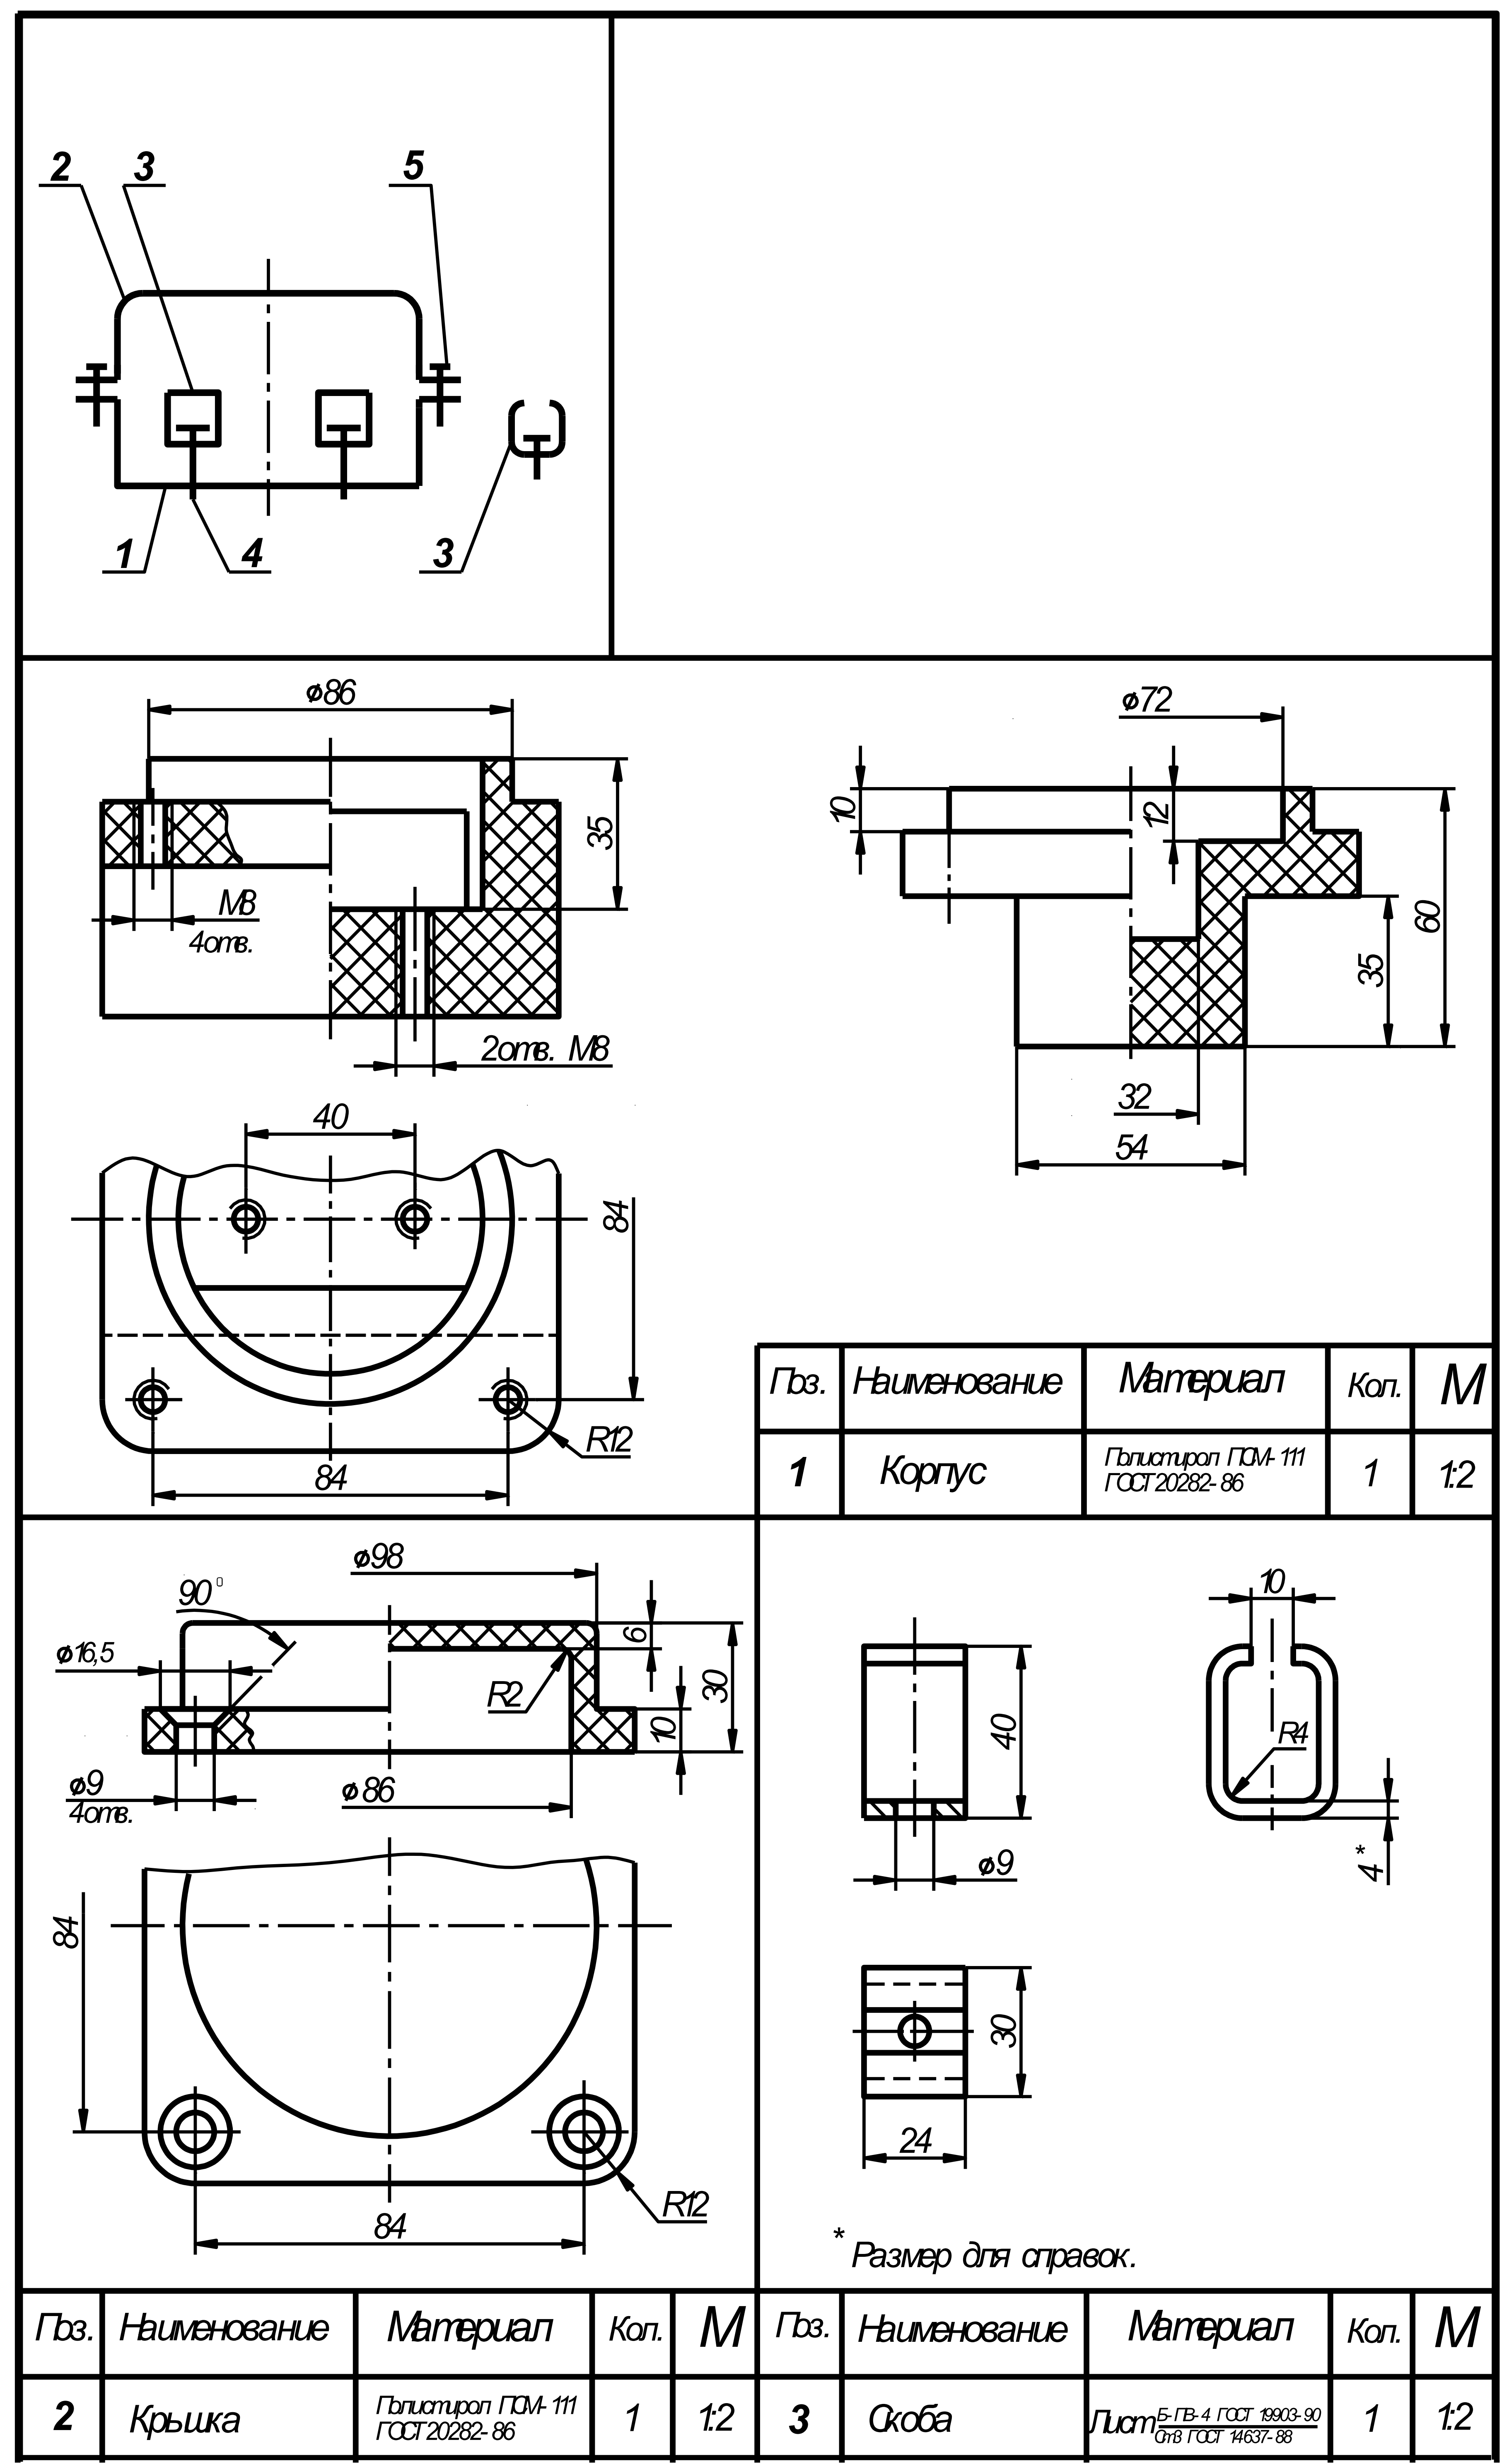 2
3
5
1
4
3
⌀86
35
M8
4отв.
2отв. M8
⌀72
10
12
60
35
32
54
40
84
R12
84
Поз. Наименование Материал Кол. М
1 Корпус Полистирол ПСМ-111 1 1:2
ГОСТ 20282-86
⌀98
90°
⌀16,5
6
R2
30
10
⌀9
4отв.
⌀86
84
R12
84
10
40
R4
⌀9
4*
30
24
* Размер для справок.
Поз. Наименование Материал Кол. М
2 Крышка Полистирол ПСМ-111 1 1:2
ГОСТ 20282-86
Поз. Наименование Материал Кол. М
3 Скоба Лист Б-ПВ-4 ГОСТ 19903-90 1 1:2
Ст3 ГОСТ 14637-88